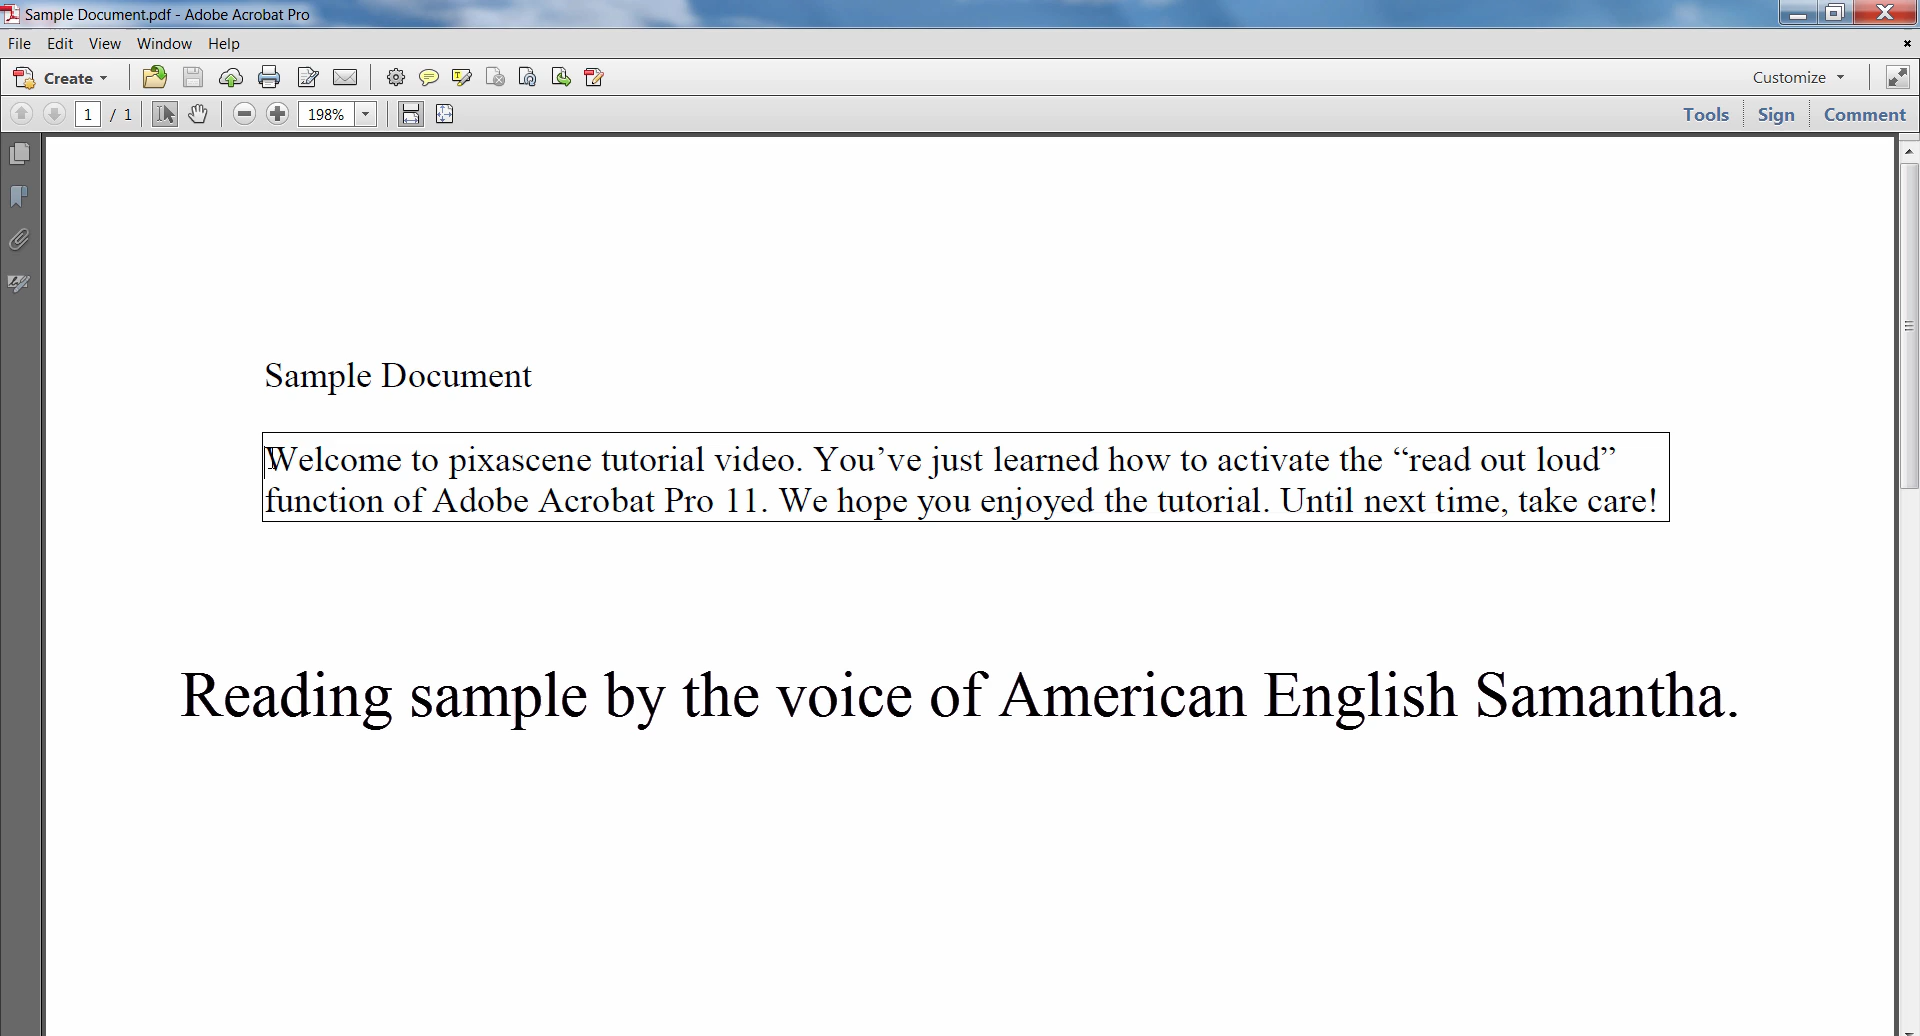 Sample Document.pdf - Adobe Acrobat Pro
File Edit View Window Help
Create
Customize
1 / 1
198%
Tools Sign Comment
Sample Document
Welcome to pixascene tutorial video. You’ve just learned how to activate the “read out loud”
function of Adobe Acrobat Pro 11. We hope you enjoyed the tutorial. Until next time, take care!
Reading sample by the voice of American English Samantha.